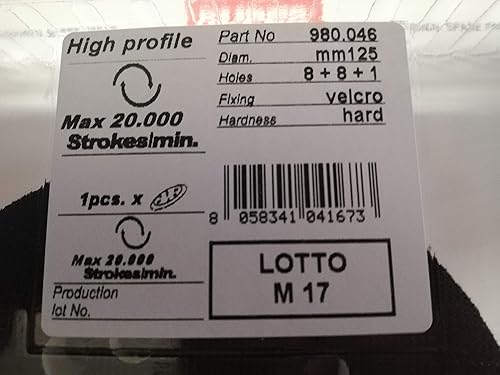 High profile
Max 20.000
Strokes/min.
1pcs. x
Max 20.000
Strokes/min.
Production
lot No.
Part No 980.046
Diam. mm125
Holes 8 + 8 + 1
Fixing velcro
Hardness hard
8 058341 041673
LOTTO
M 17